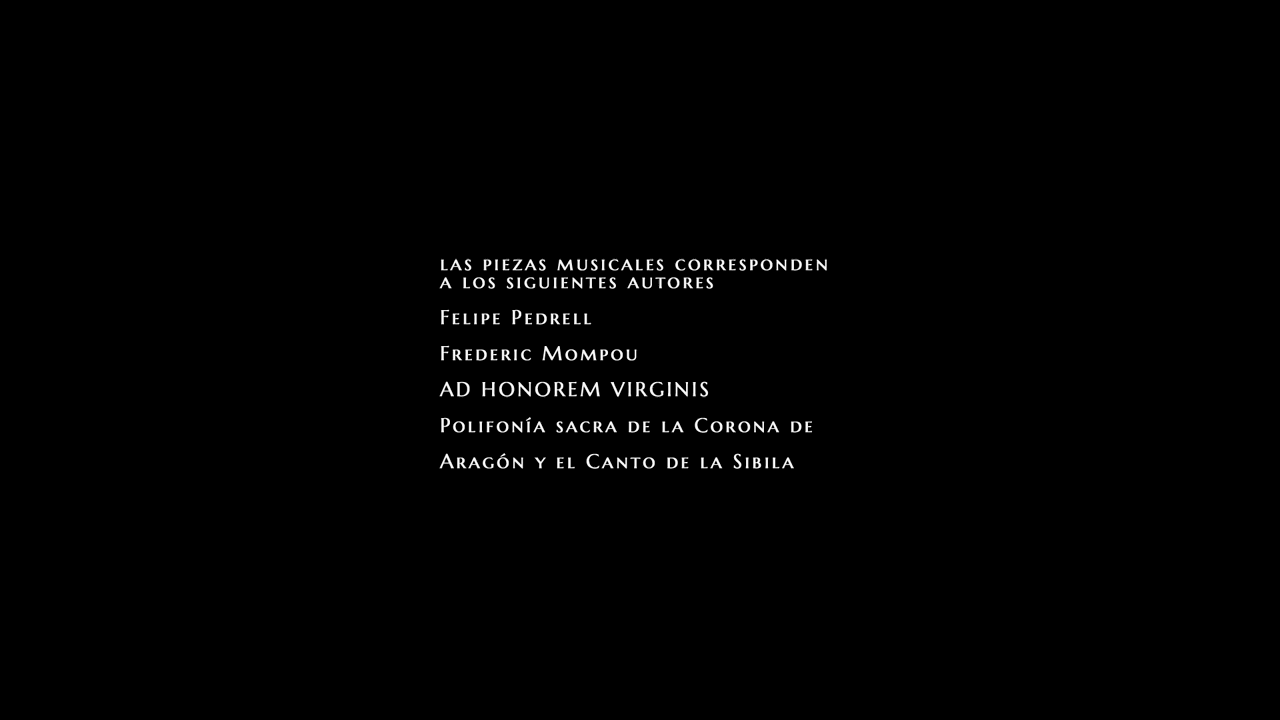 LAS PIEZAS MUSICALES CORRESPONDEN
A LOS SIGUIENTES AUTORES
FELIPE PEDRELL
FREDERIC MOMPOU
AD HONOREM VIRGINIS
POLIFONÍA SACRA DE LA CORONA DE
ARAGÓN Y EL CANTO DE LA SIBILA